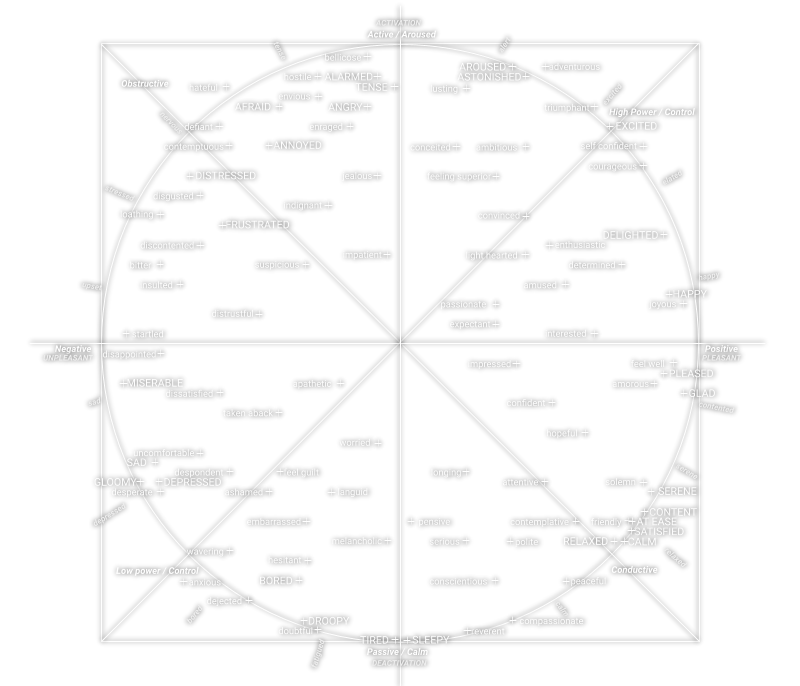 ACTIVATION
Active / Aroused
bellicose
hostile ALARMED
AROUSED
adventurous
ASTONISHED
Obstructive
hateful
TENSE
lusting
envious
AFRAID
ANGRY
triumphant
High Power / Control
defiant
enraged
EXCITED
contemptuous
ANNOYED
conceited
ambitious
self confident
courageous
DISTRESSED
jealous
feeling superior
disgusted
loathing
indignant
convinced
FRUSTRATED
DELIGHTED
discontented
enthusiastic
impatient
light hearted
bitter
suspicious
determined
insulted
amused
happy
HAPPY
passionate
joyous
distrustful
expectant
startled
interested
Negative
UNPLEASANT
disappointed
Positive
PLEASANT
impressed
feel well
PLEASED
MISERABLE
apathetic
amorous
dissatisfied
GLAD
sad
confident
contented
taken aback
hopeful
worried
uncomfortable
SAD
despondent
feel guilt
longing
GLOOMY
DEPRESSED
attentive
solemn
SERENE
desperate
ashamed
languid
depressed
CONTENT
embarrassed
pensive
contemplative
friendly
AT EASE
SATISFIED
melancholic
serious
polite
RELAXED
CALM
wavering
hesitant
Low power / Control
Conductive
anxious
BORED
conscientious
peaceful
dejected
DROOPY
compassionate
doubtful
reverent
TIRED
SLEEPY
Passive / Calm
DEACTIVATION